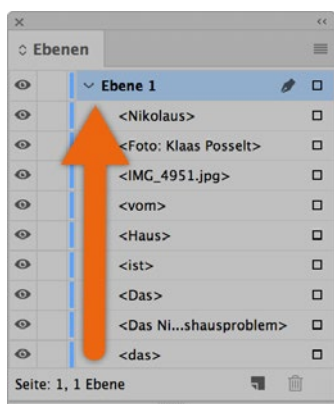 Ebenen
Ebene 1
<Nikolaus>
<Foto: Klaas Posselt>
<IMG_4951.jpg>
<vom>
<Haus>
<ist>
<Das>
<Das Ni...shausproblem>
<das>
Seite: 1, 1 Ebene